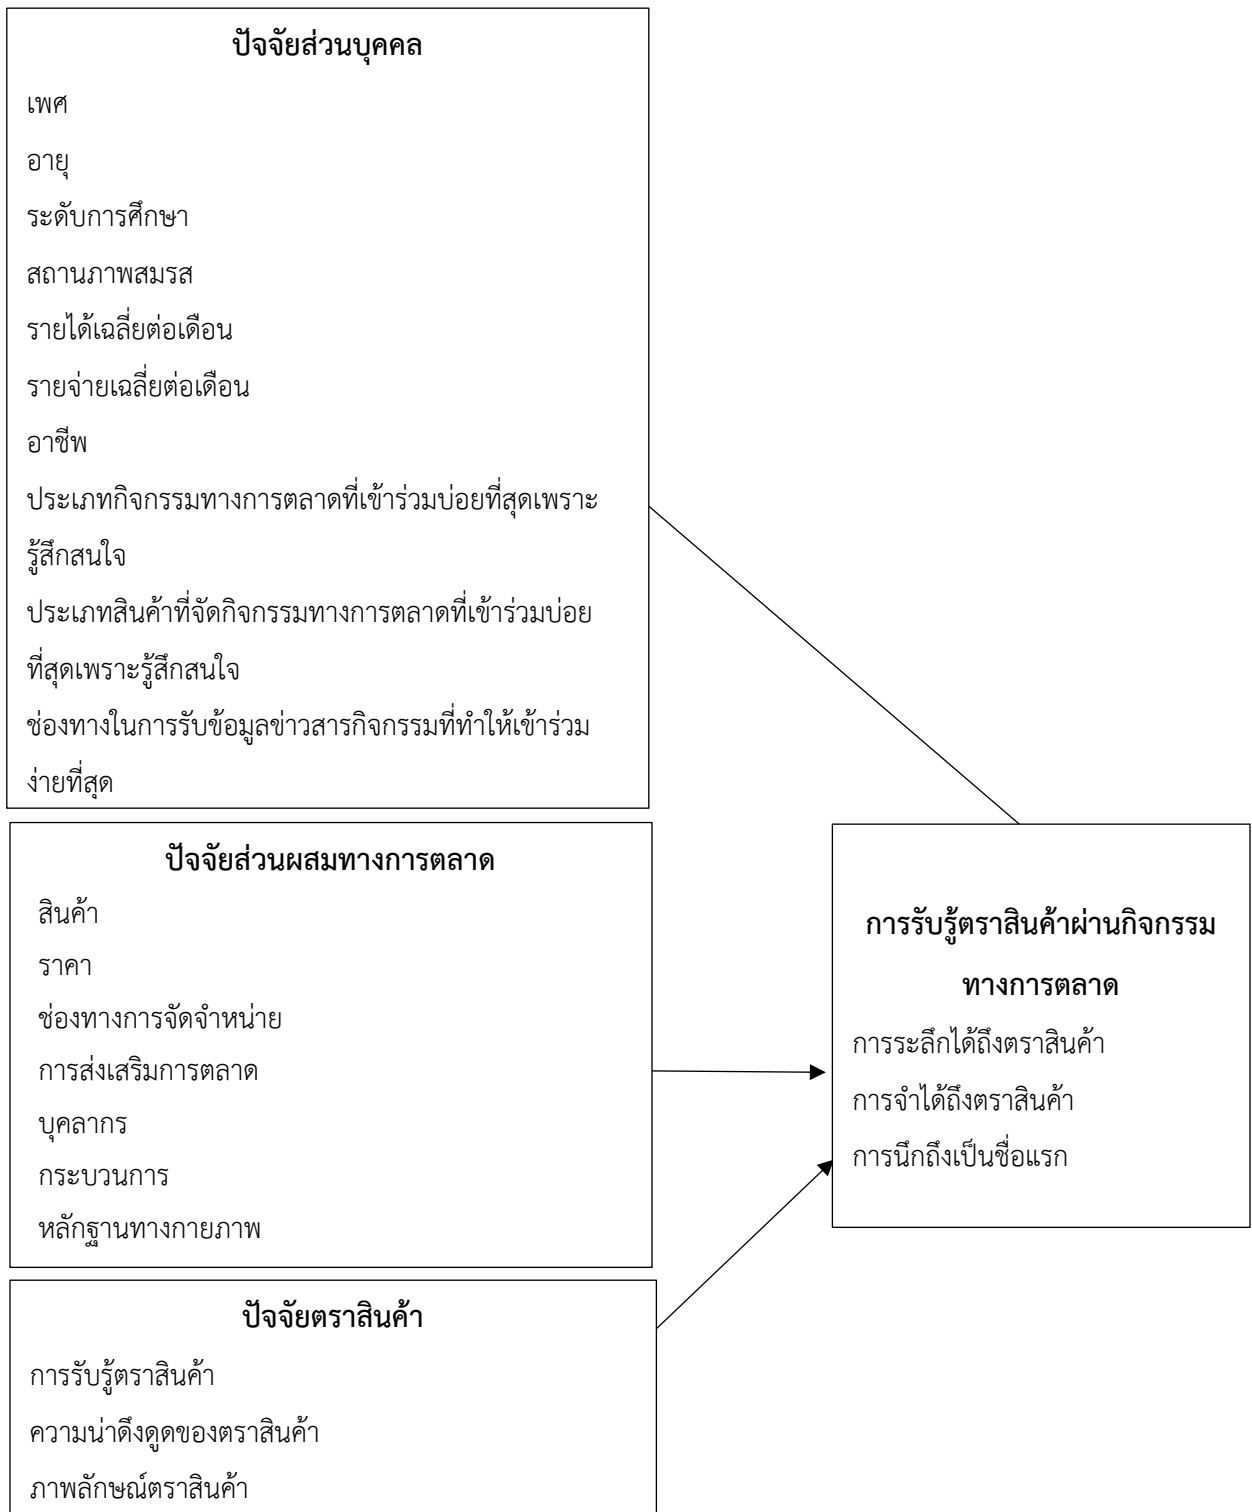 ปัจจัยส่วนบุคคล
เพศ
อายุ
ระดับการศึกษา
สถานภาพสมรส
รายได้เฉลี่ยต่อเดือน
รายจ่ายเฉลี่ยต่อเดือน
อาชีพ
ประเภทกิจกรรมทางการตลาดที่เข้าร่วมบ่อยที่สุดเพราะ
รู้สึกสนใจ
ประเภทสินค้าที่จัดกิจกรรมทางการตลาดที่เข้าร่วมบ่อย
ที่สุดเพราะรู้สึกสนใจ
ช่องทางในการรับข้อมูลข่าวสารกิจกรรมที่ทำให้เข้าร่วม
ง่ายที่สุด
ปัจจัยส่วนผสมทางการตลาด
สินค้า
ราคา
ช่องทางการจัดจำหน่าย
การส่งเสริมการตลาด
บุคลากร
กระบวนการ
หลักฐานทางกายภาพ
ปัจจัยตราสินค้า
การรับรู้ตราสินค้า
ความน่าดึงดูดของตราสินค้า
ภาพลักษณ์ตราสินค้า
การรับรู้ตราสินค้าผ่านกิจกรรม
ทางการตลาด
การระลึกได้ถึงตราสินค้า
การจำได้ถึงตราสินค้า
การนึกถึงเป็นชื่อแรก